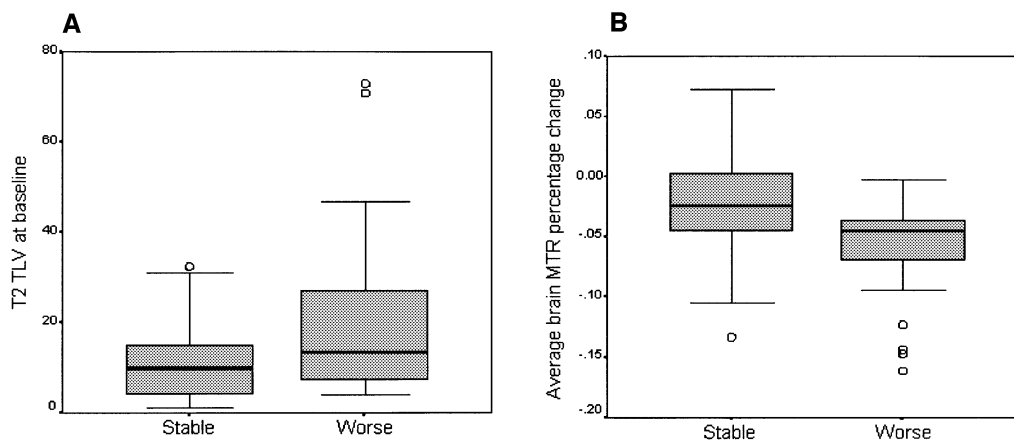 A
T2 TLV at baseline
80
60
40
20
0
Stable Worse
B
Average brain MTR percentage change
.10
.05
0.00
-.05
-.10
-.15
-.20
Stable Worse